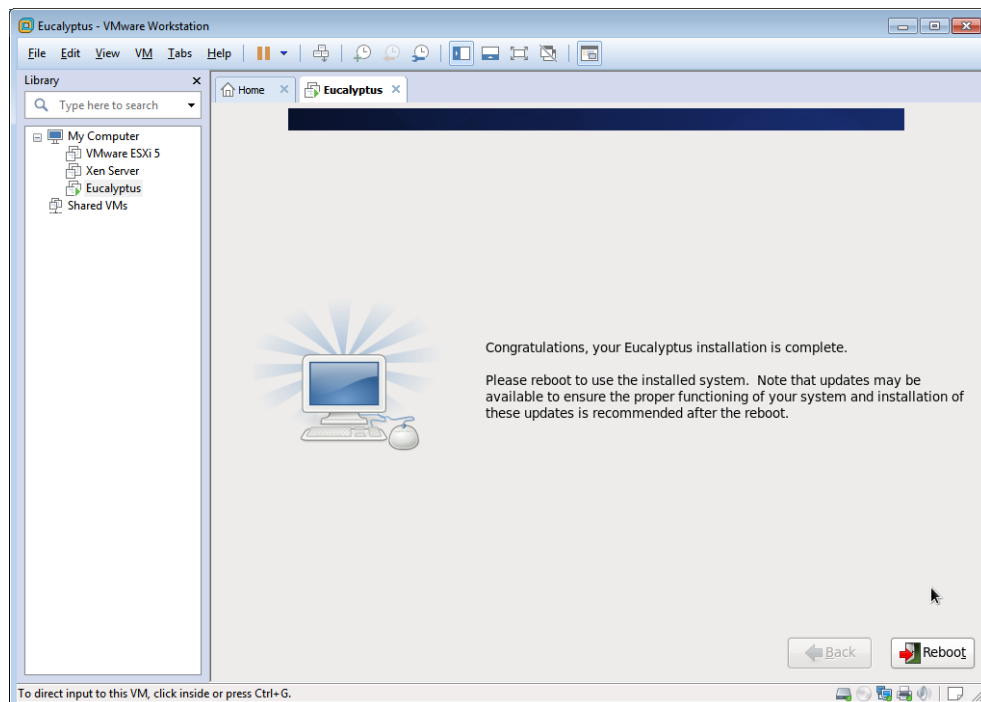 Eucalyptus - VMware Workstation
File Edit View VM Tabs Help
Library
Type here to search
Home
Eucalyptus
My Computer
VMware ESXi 5
Xen Server
Eucalyptus
Shared VMs
Congratulations, your Eucalyptus installation is complete.
Please reboot to use the installed system.  Note that updates may be
available to ensure the proper functioning of your system and installation of
these updates is recommended after the reboot.
Back
Reboot
To direct input to this VM, click inside or press Ctrl+G.